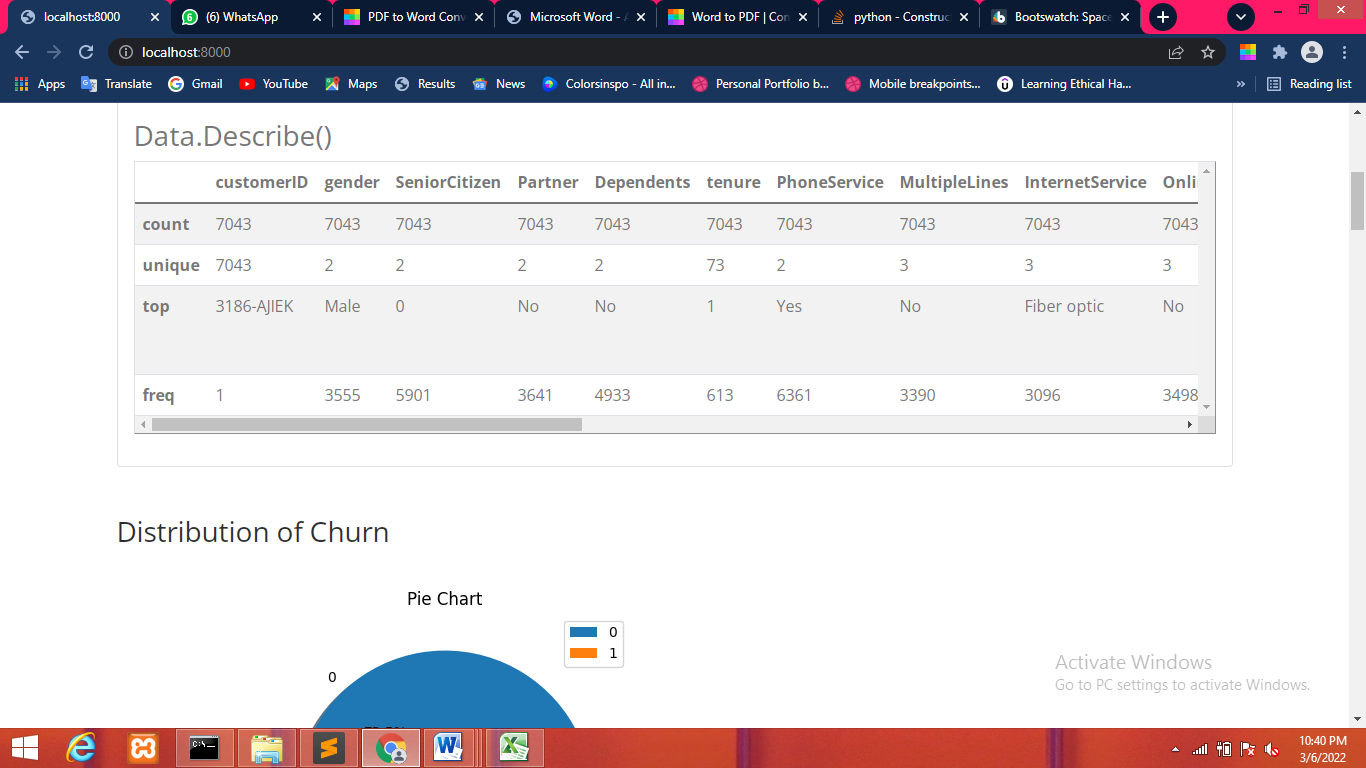 localhost:8000 (6) WhatsApp PDF to Word Conv Microsoft Word - A Word to PDF | Con python - Construc Bootswatch: Space
localhost:8000
Apps Translate Gmail YouTube Maps Results News Colorsinspo - All in... Personal Portfolio b... Mobile breakpoints... Learning Ethical Ha... » Reading list
Data.Describe()
customerID gender SeniorCitizen Partner Dependents tenure PhoneService MultipleLines InternetService Onli
count 7043 7043 7043 7043 7043 7043 7043 7043 7043 7043
unique 7043 2 2 2 2 73 2 3 3 3
top 3186-AJIEK Male 0 No No 1 Yes No Fiber optic No
freq 1 3555 5901 3641 4933 613 6361 3390 3096 3498
Distribution of Churn
Pie Chart
0
1
0
Activate Windows
Go to PC settings to activate Windows.
10:40 PM
3/6/2022